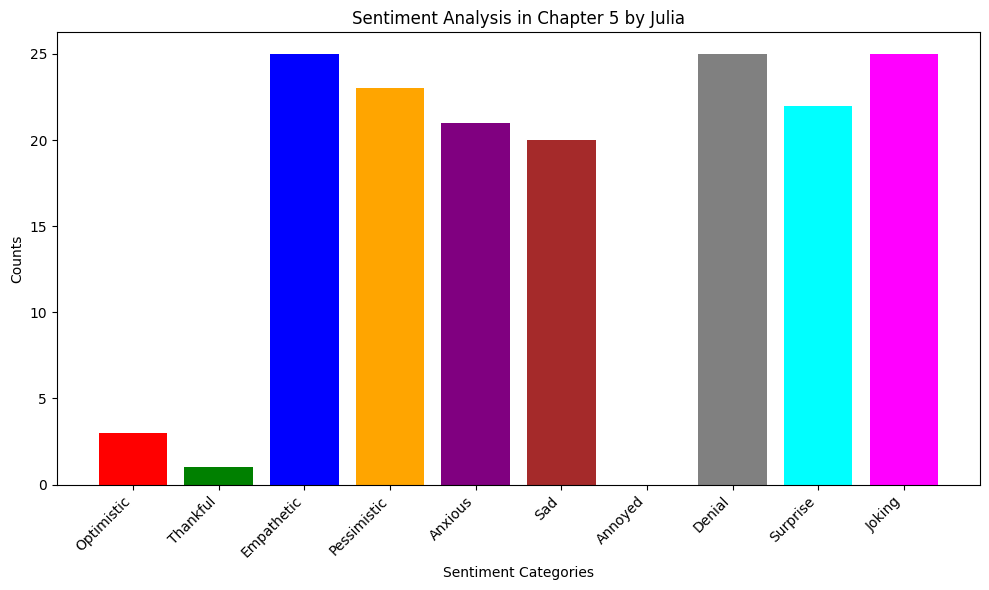 Sentiment Analysis in Chapter 5 by Julia
Counts
25
20
15
10
5
0
Optimistic
Thankful
Empathetic
Pessimistic
Anxious
Sad
Annoyed
Denial
Surprise
Joking
Sentiment Categories